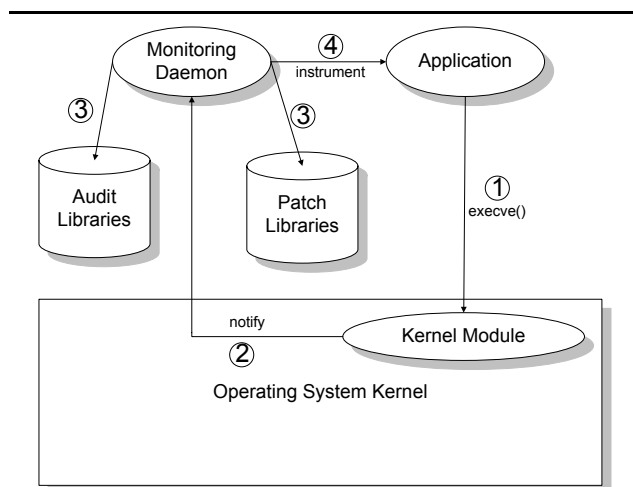 Monitoring
Daemon
④
instrument
Application
③
③
Audit
Libraries
Patch
Libraries
①
execve()
notify
②
Kernel Module
Operating System Kernel